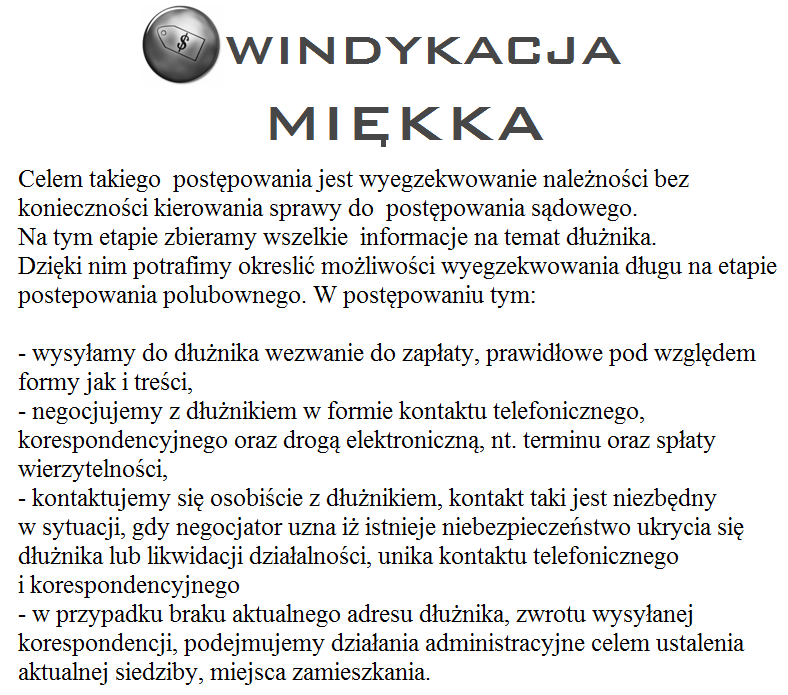 $
WINDYKACJA
MIĘKKA
Celem takiego postępowania jest wyegzekwowanie należności bez
konieczności kierowania sprawy do postępowania sądowego.
Na tym etapie zbieramy wszelkie informacje na temat dłużnika.
Dzięki nim potrafimy okreslić możliwości wyegzekwowania długu na etapie
postepowania polubownego. W postępowaniu tym:
- wysyłamy do dłużnika wezwanie do zapłaty, prawidłowe pod względem
formy jak i treści,
- negocjujemy z dłużnikiem w formie kontaktu telefonicznego,
korespondencyjnego oraz drogą elektroniczną, nt. terminu oraz spłaty
wierzytelności,
- kontaktujemy się osobiście z dłużnikiem, kontakt taki jest niezbędny
w sytuacji, gdy negocjator uzna iż istnieje niebezpieczeństwo ukrycia się
dłużnika lub likwidacji działalności, unika kontaktu telefonicznego
i korespondencyjnego
- w przypadku braku aktualnego adresu dłużnika, zwrotu wysyłanej
korespondencji, podejmujemy działania administracyjne celem ustalenia
aktualnej siedziby, miejsca zamieszkania.